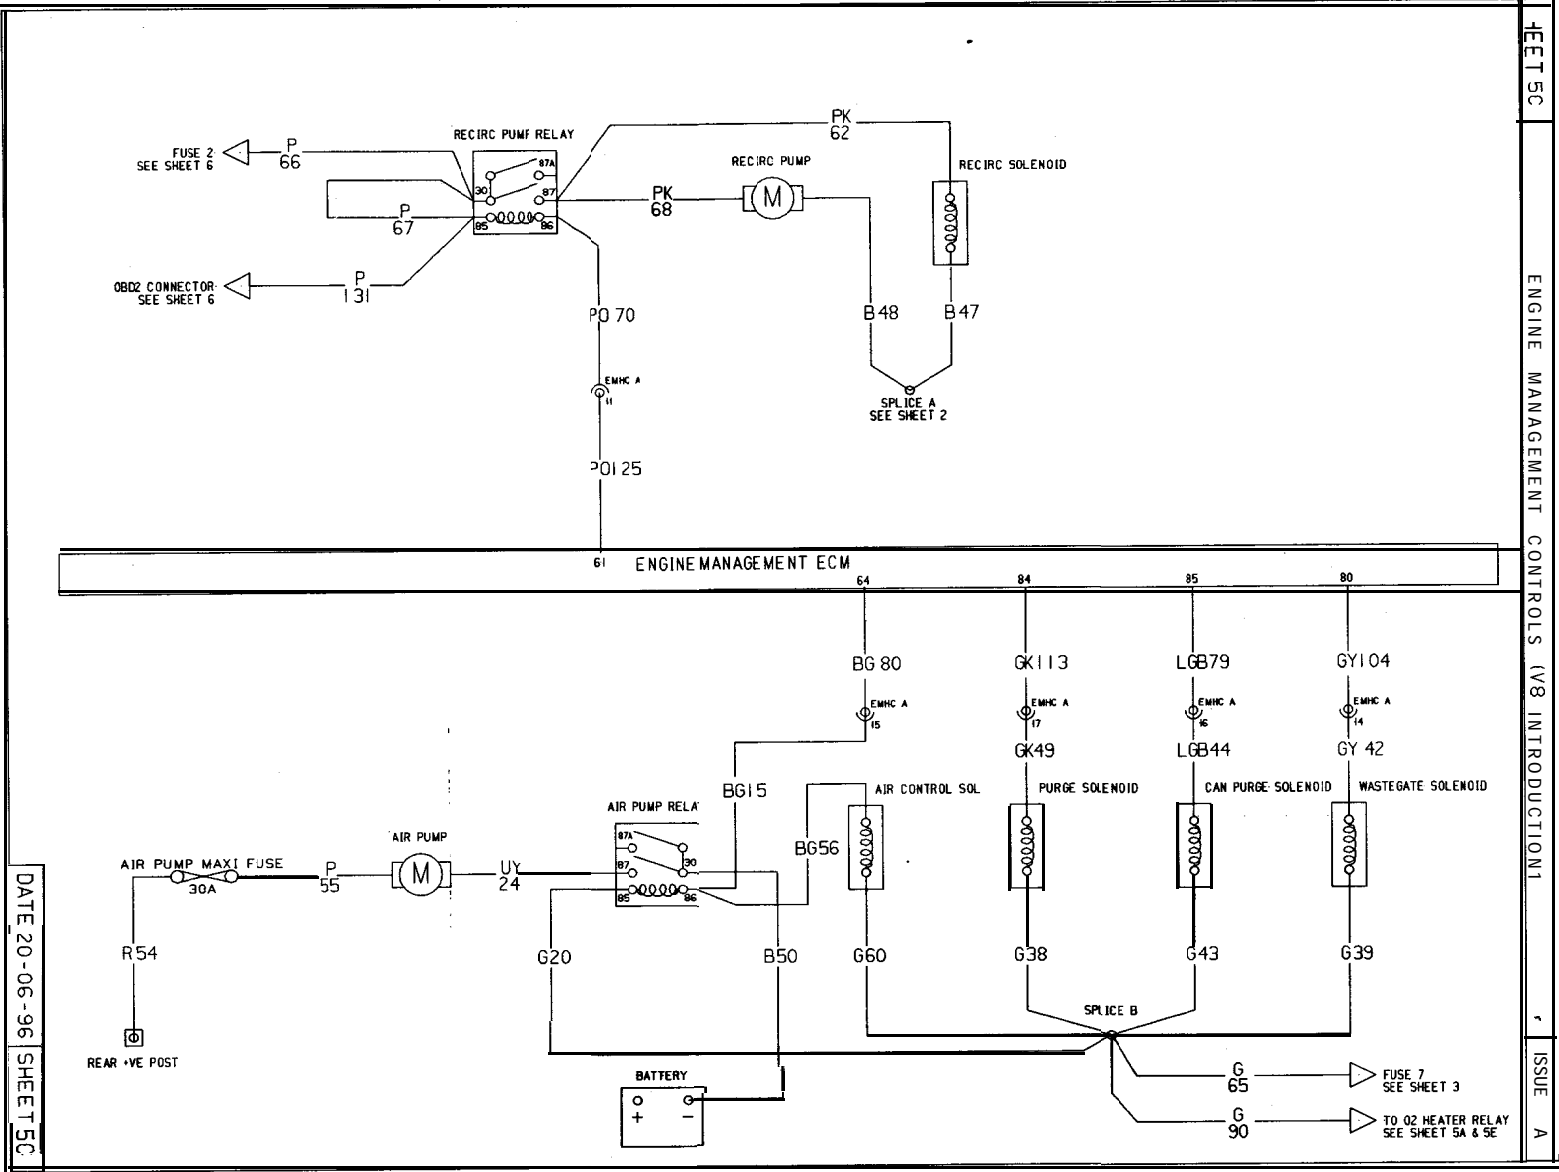 RECIRC PUMP RELAY
FUSE 2
SEE SHEET 6
P
66
87A
30
87
85
86
P
67
OBD2 CONNECTOR
SEE SHEET 6
P
131
PK
62
RECIRC PUMP
M
PK
68
RECIRC SOLENOID
PO 70
B48
B47
EMHC A
11
SPLICE A
SEE SHEET 2
PO125
61
ENGINE MANAGEMENT ECM
64
84
85
80
BG 80
GK113
LGB79
GY104
EMHC A
15
EMHC A
17
EMHC A
16
EMHC A
14
GK49
LGB44
GY 42
BG15
AIR CONTROL SOL
PURGE SOLENOID
CAN PURGE SOLENOID
WASTEGATE SOLENOID
AIR PUMP RELA
87A
87
30
85
86
BG56
AIR PUMP
M
AIR PUMP MAXI FUSE
30A
P
55
UY
24
R54
G20
B50
G60
G38
G43
G39
SPLICE B
REAR +VE POST
BATTERY
+
-
G
65
FUSE 7
SEE SHEET 3
G
90
TO O2 HEATER RELAY
SEE SHEET 5A & 5E
HEET 5C
ENGINE MANAGEMENT CONTROLS (V8 INTRODUCTION1
ISSUE A
DATE 20-06-96
SHEET 5C